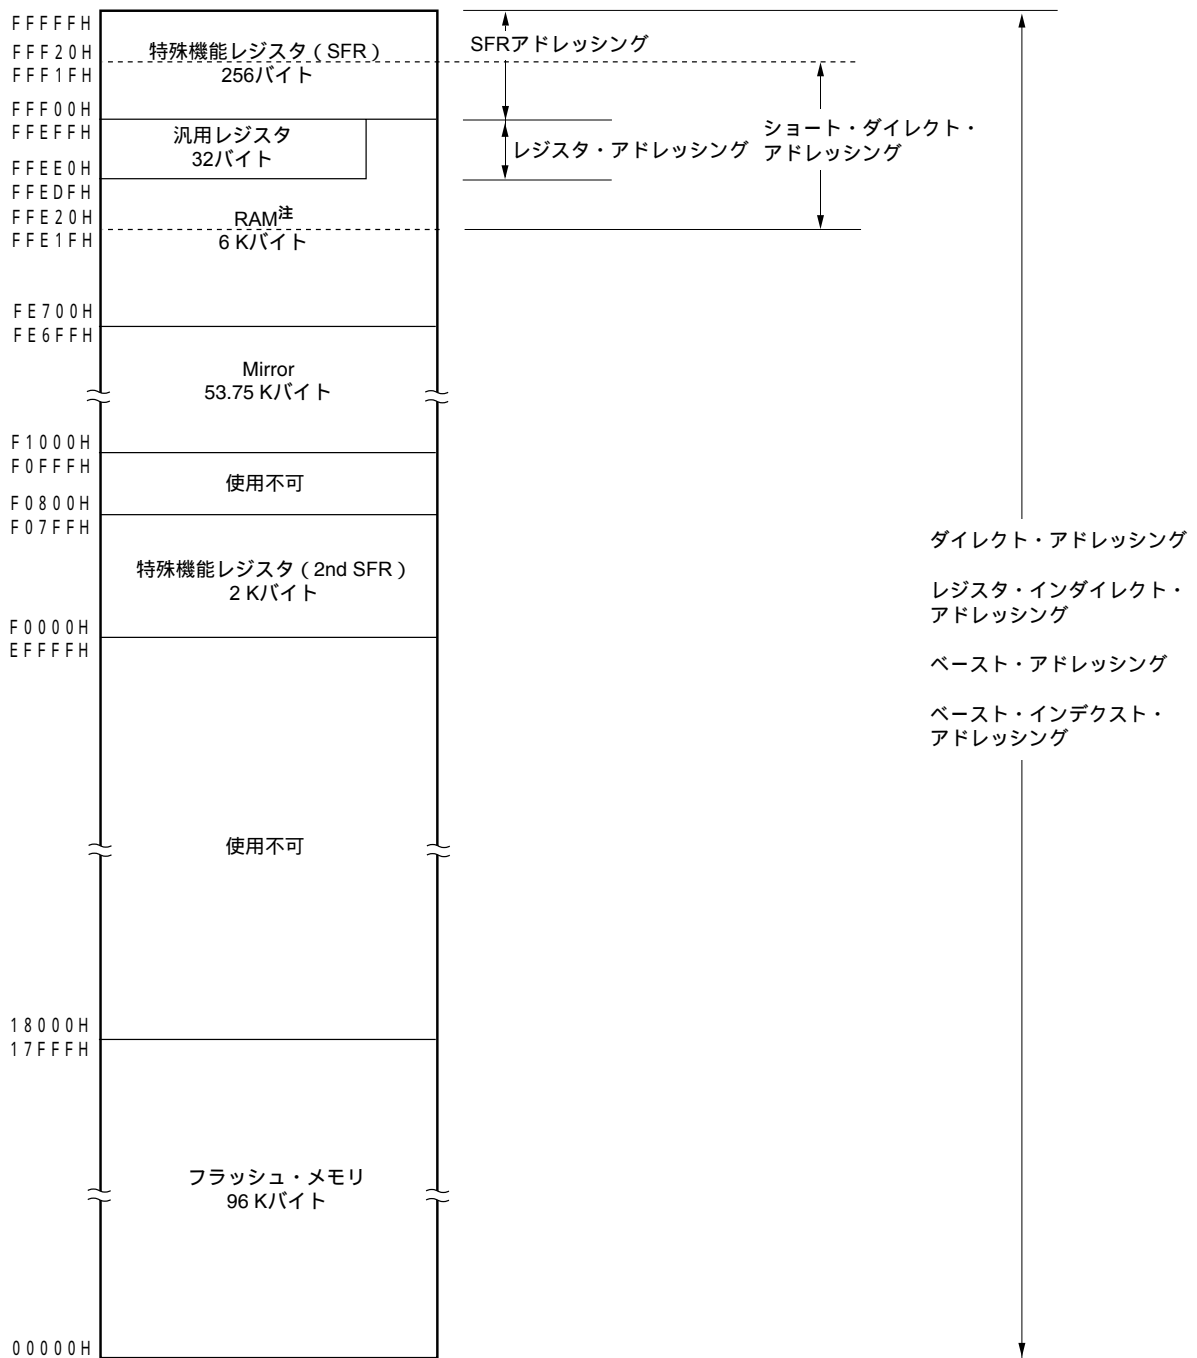 FFFFFH
FFF20H
FFF1FH
FFF00H
FFEFFH
FFEE0H
FFEDFH
FFE20H
FFE1FH
FE700H
FE6FFH
F1000H
F0FFFH
F0800H
F07FFH
F0000H
EFFFFH
18000H
17FFFH
00000H
特殊機能レジスタ（SFR）
256バイト
汎用レジスタ
32バイト
RAM注
6 Kバイト
Mirror
53.75 Kバイト
使用不可
特殊機能レジスタ（2nd SFR）
2 Kバイト
使用不可
フラッシュ・メモリ
96 Kバイト
SFRアドレッシング
レジスタ・アドレッシング
ショート・ダイレクト・
アドレッシング
ダイレクト・アドレッシング
レジスタ・インダイレクト・
アドレッシング
ベースト・アドレッシング
ベースト・インデクスト・
アドレッシング